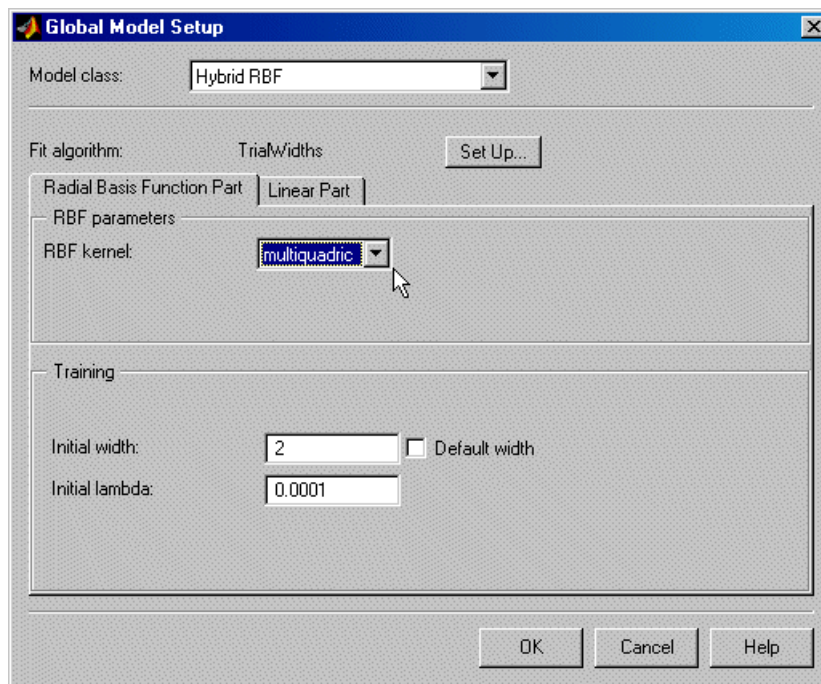 Global Model Setup
Model class: Hybrid RBF
Fit algorithm: TrialWidths Set Up...
Radial Basis Function Part Linear Part
RBF parameters
RBF kernel: multiquadric
Training
Initial width: 2 Default width
Initial lambda: 0.0001
OK Cancel Help